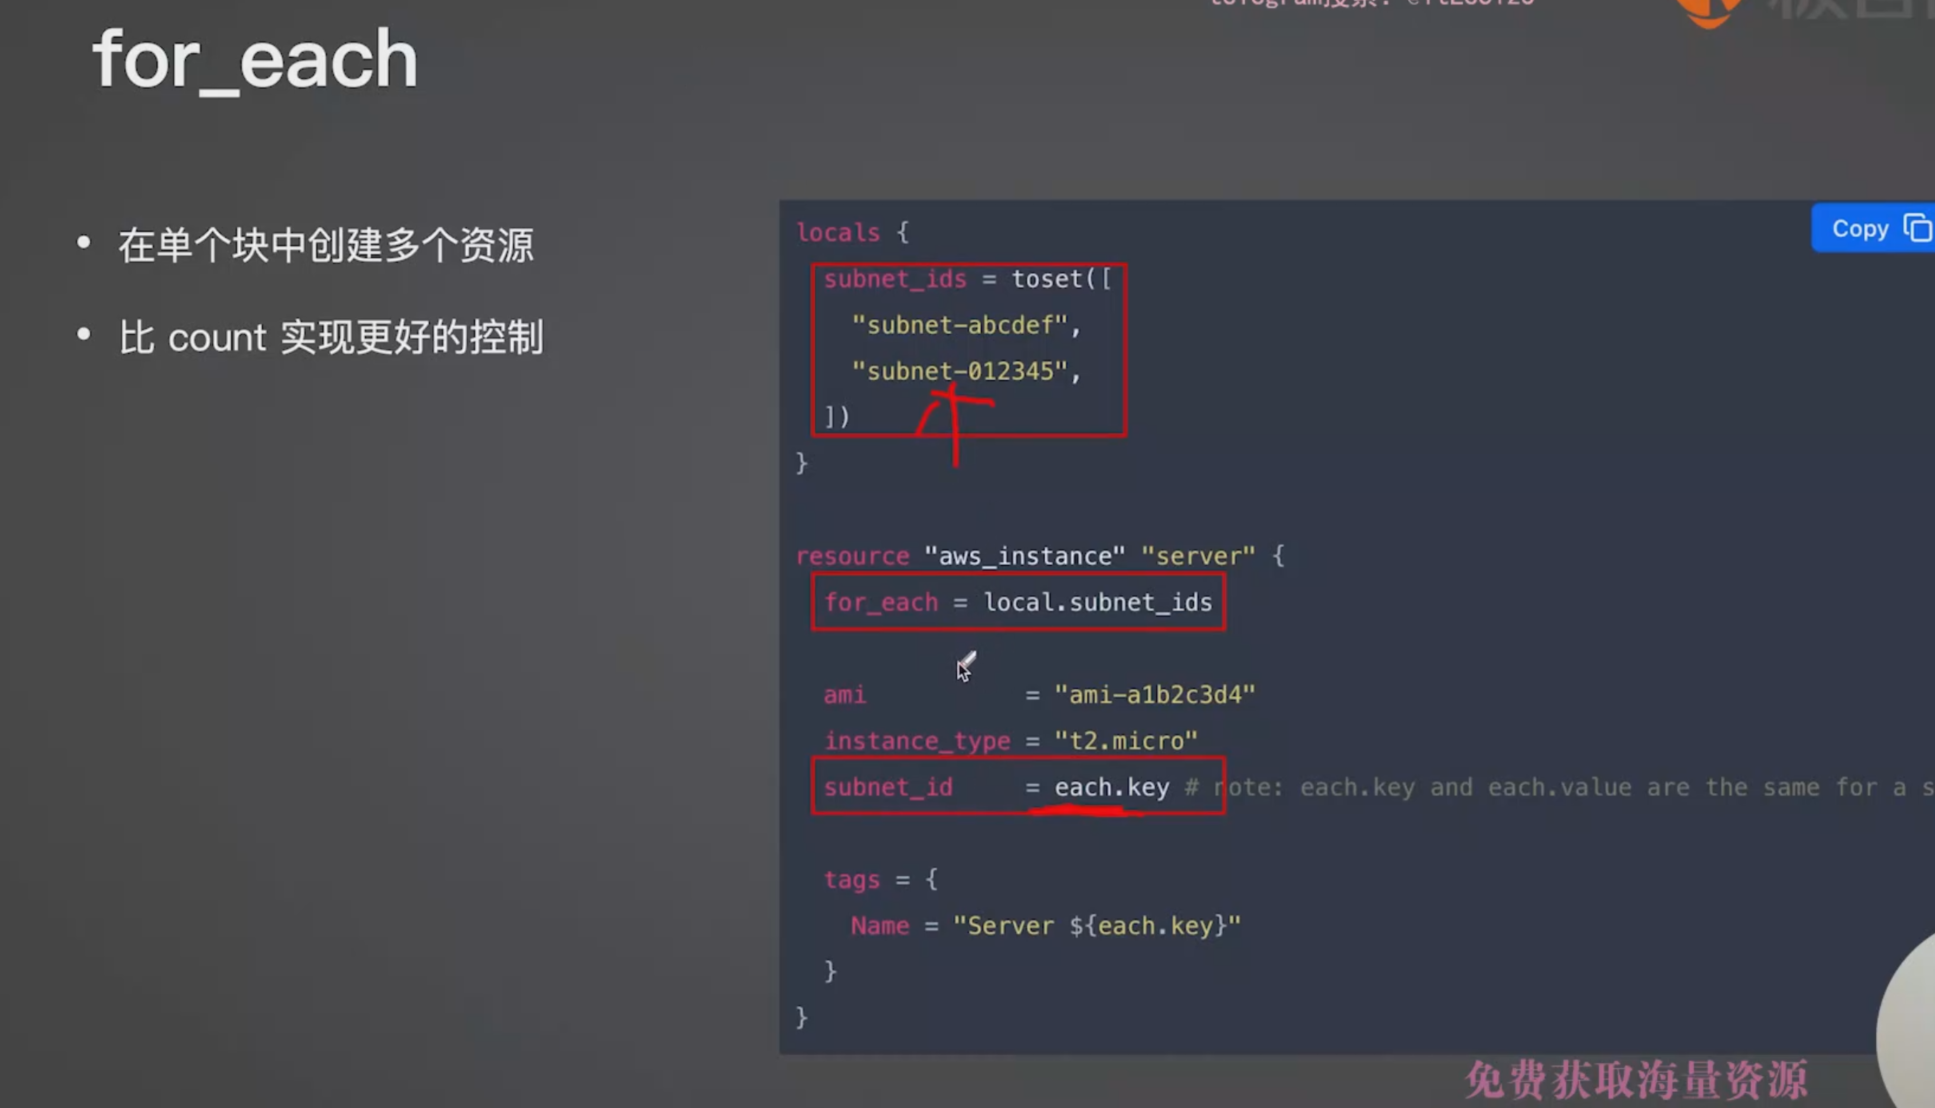 for_each
• 在单个块中创建多个资源
• 比 count 实现更好的控制
Copy
locals {
subnet_ids = toset([
"subnet-abcdef",
"subnet-012345",
])
}
resource "aws_instance" "server" {
for_each = local.subnet_ids
ami = "ami-a1b2c3d4"
instance_type = "t2.micro"
subnet_id = each.key # note: each.key and each.value are the same for a s
tags = {
Name = "Server ${each.key}"
}
}
免费获取海量资源